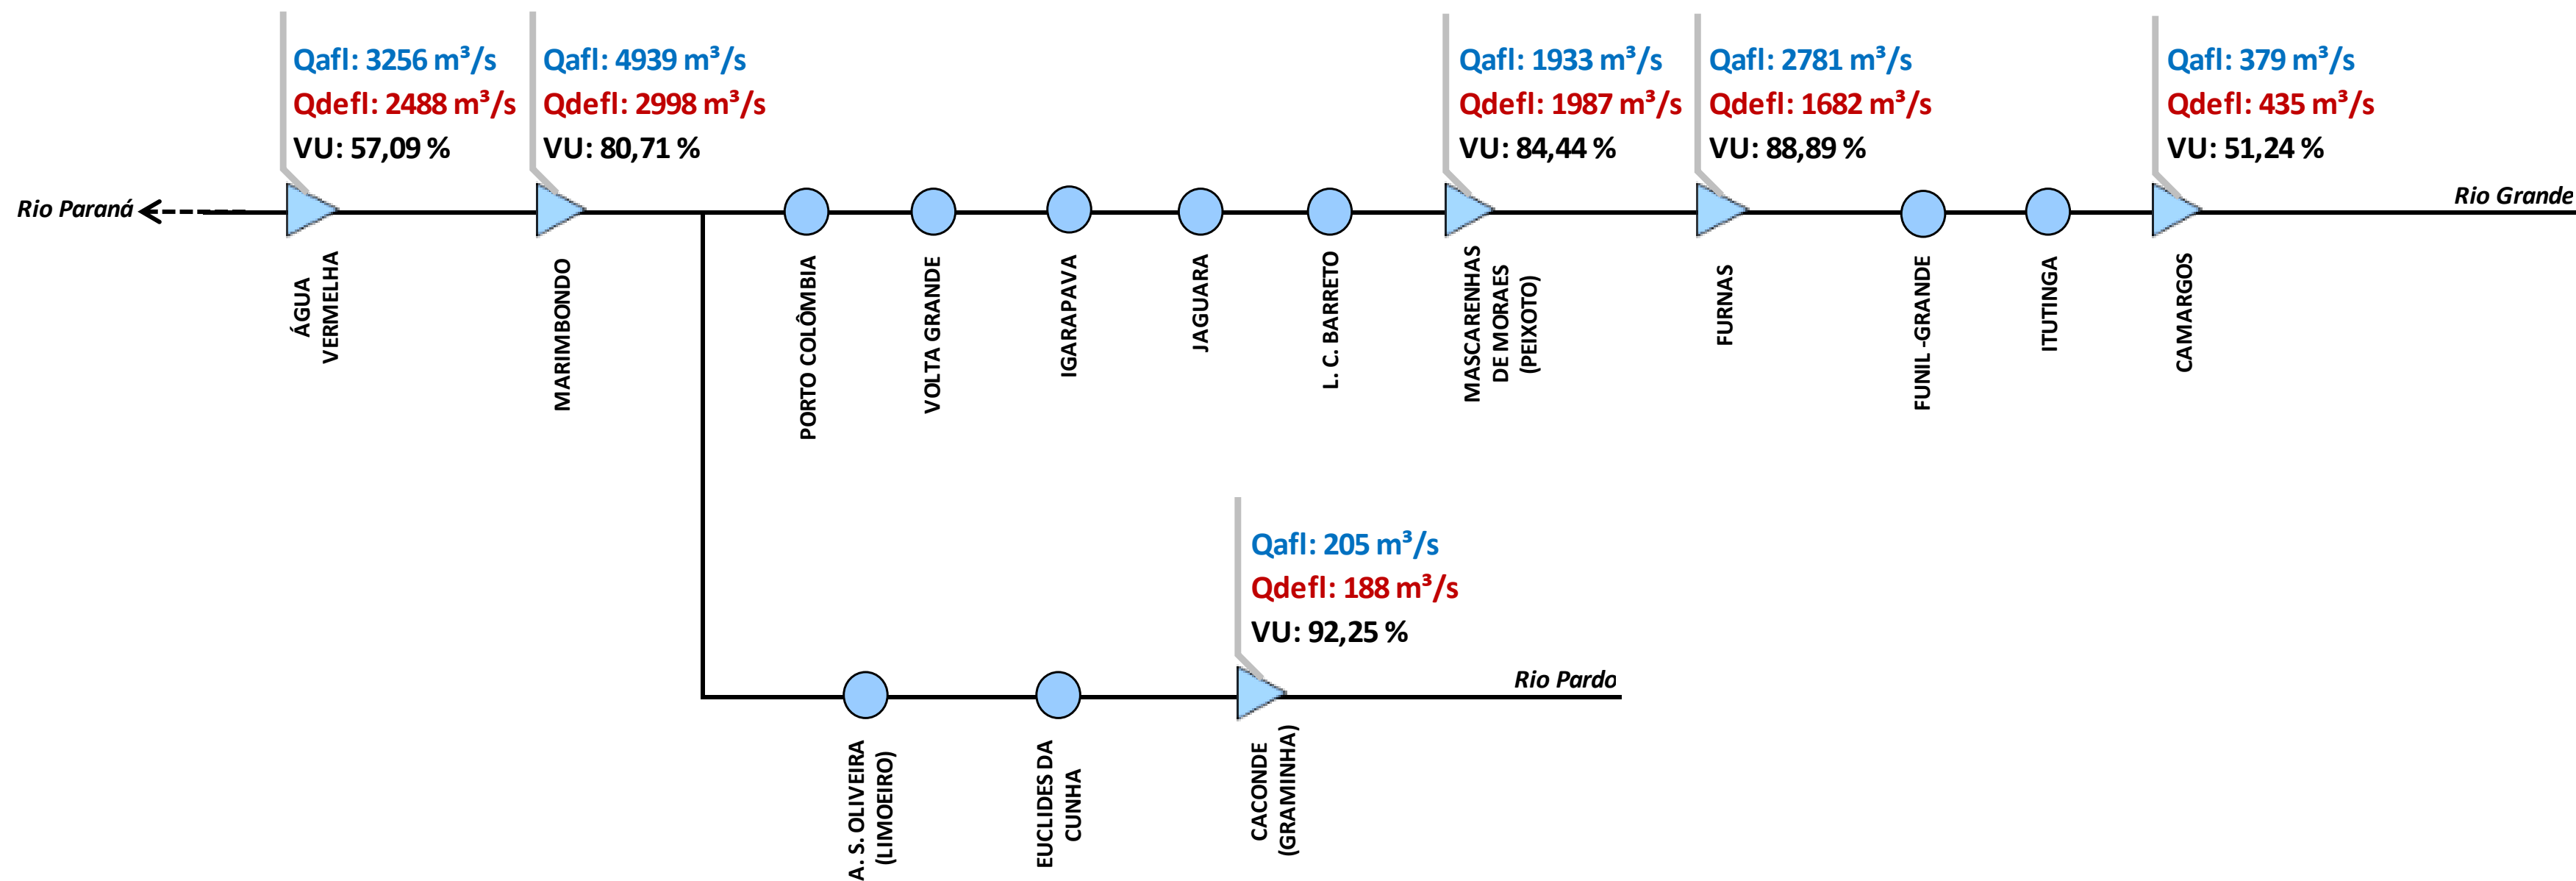 Qafl: 3256 m³/s
Qdefl: 2488 m³/s
VU: 57,09 %
Qafl: 4939 m³/s
Qdefl: 2998 m³/s
VU: 80,71 %
Qafl: 1933 m³/s
Qdefl: 1987 m³/s
VU: 84,44 %
Qafl: 2781 m³/s
Qdefl: 1682 m³/s
VU: 88,89 %
Qafl: 379 m³/s
Qdefl: 435 m³/s
VU: 51,24 %
Rio Paraná
Rio Grande
ÁGUA
VERMELHA
MARIMBONDO
PORTO COLÔMBIA
VOLTA GRANDE
IGARAPAVA
JAGUARA
L. C. BARRETO
MASCARENHAS
DE MORAES
(PEIXOTO)
FURNAS
FUNIL -GRANDE
ITUTINGA
CAMARGOS
Qafl: 205 m³/s
Qdefl: 188 m³/s
VU: 92,25 %
Rio Pardo
A. S. OLIVEIRA
(LIMOEIRO)
EUCLIDES DA
CUNHA
CACONDE
(GRAMINHA)